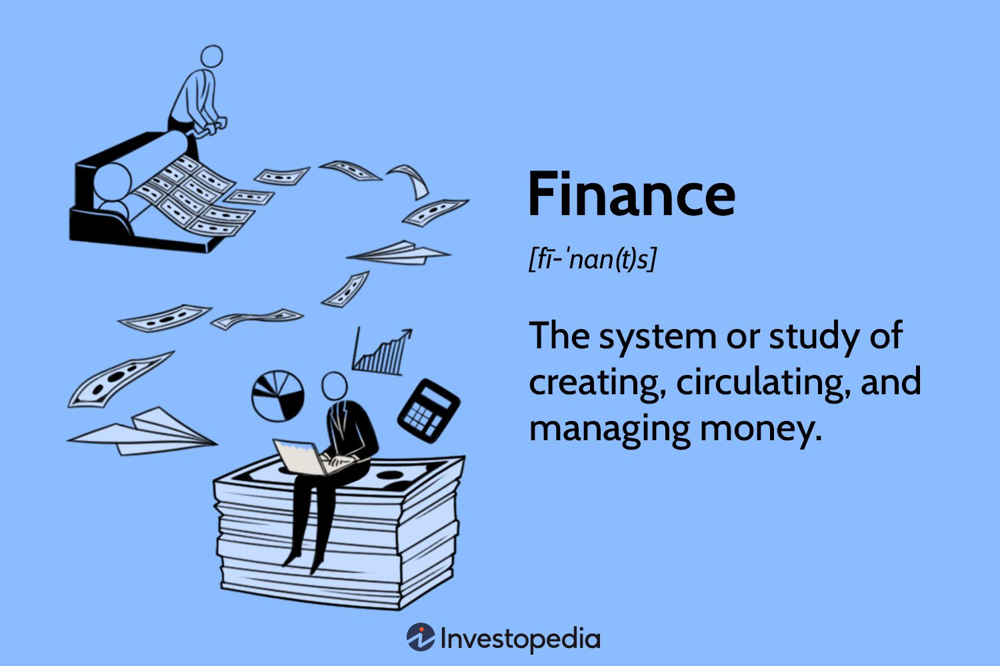 Finance
[fī-ˈnan(t)s]
The system or study of
creating, circulating, and
managing money.
Investopedia